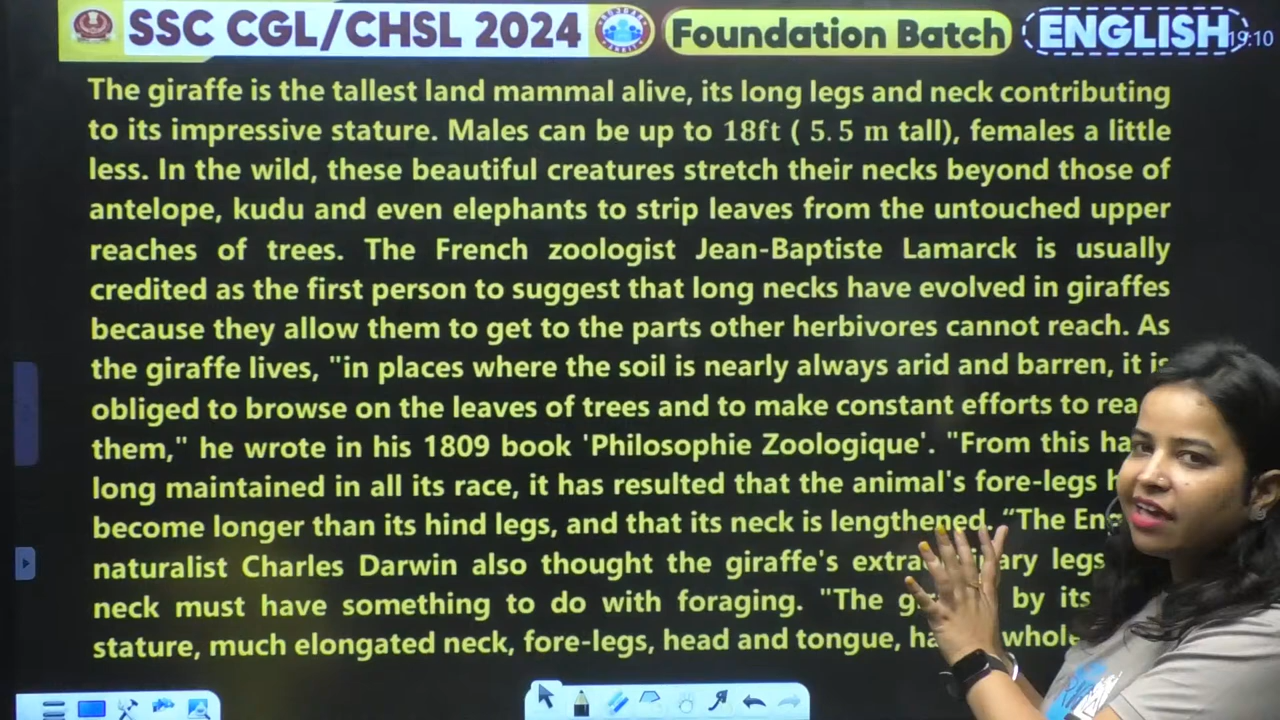 SSC CGL/CHSL 2024 Foundation Batch ENGLISH 19:10
The giraffe is the tallest land mammal alive, its long legs and neck contributing
to its impressive stature. Males can be up to 18ft ( 5. 5 m tall), females a little
less. In the wild, these beautiful creatures stretch their necks beyond those of
antelope, kudu and even elephants to strip leaves from the untouched upper
reaches of trees. The French zoologist Jean-Baptiste Lamarck is usually
credited as the first person to suggest that long necks have evolved in giraffes
because they allow them to get to the parts other herbivores cannot reach. As
the giraffe lives, "in places where the soil is nearly always arid and barren, it is
obliged to browse on the leaves of trees and to make constant efforts to
them," he wrote in his 1809 book 'Philosophie Zoologique'. "From this
long maintained in all its race, it has resulted that the animal's fore-legs
become longer than its hind legs, and that its neck is lengthened. “The
naturalist Charles Darwin also thought the giraffe's legs
neck must have something to do with foraging. "The by its
stature, much elongated neck, fore-legs, head and tongue, whole